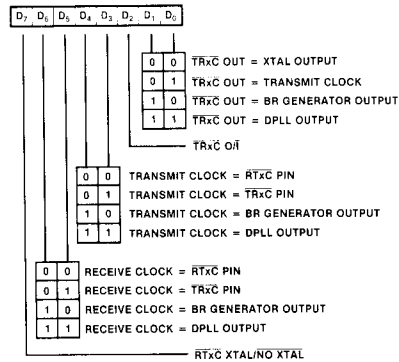 D7 D6 D5 D4 D3 D2 D1 D0
0 0 TRxC OUT = XTAL OUTPUT
0 1 TRxC OUT = TRANSMIT CLOCK
1 0 TRxC OUT = BR GENERATOR OUTPUT
1 1 TRxC OUT = DPLL OUTPUT
TRxC O/I
0 0 TRANSMIT CLOCK = RTxC PIN
0 1 TRANSMIT CLOCK = TRxC PIN
1 0 TRANSMIT CLOCK = BR GENERATOR OUTPUT
1 1 TRANSMIT CLOCK = DPLL OUTPUT
0 0 RECEIVE CLOCK = RTxC PIN
0 1 RECEIVE CLOCK = TRxC PIN
1 0 RECEIVE CLOCK = BR GENERATOR OUTPUT
1 1 RECEIVE CLOCK = DPLL OUTPUT
RTxC XTAL/NO XTAL